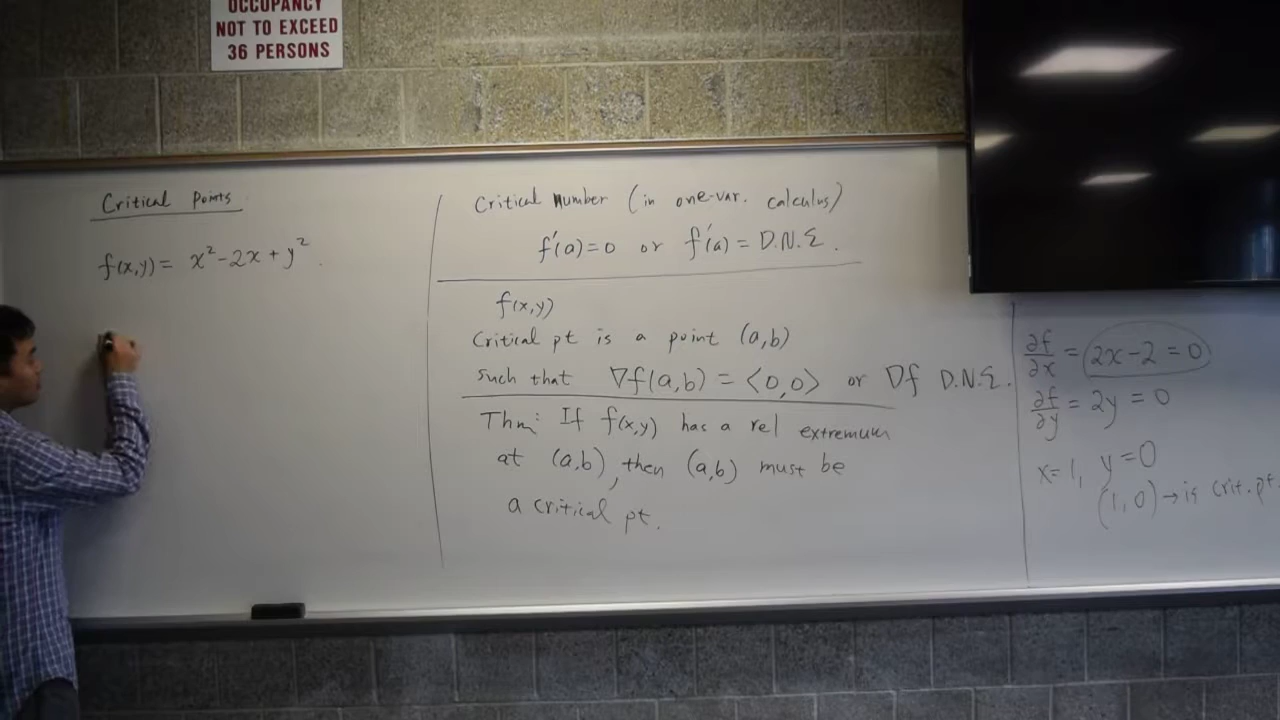 OCCUPANCY
NOT TO EXCEED
36 PERSONS
Critical Points
f(x,y) = x² - 2x + y²
Critical Number (in one-var. calculus)
f'(a) = 0 or f'(a) = D.N.E.
f(x,y)
Critical pt is a point (a,b)
such that ∇f(a,b) = <0,0> or ∇f D.N.E.
Thm: If f(x,y) has a rel extremum
at (a,b), then (a,b) must be
a critical pt.
∂f/∂x = 2x-2 = 0
∂f/∂y = 2y = 0
x=1, y=0
(1,0) → is crit. pt.